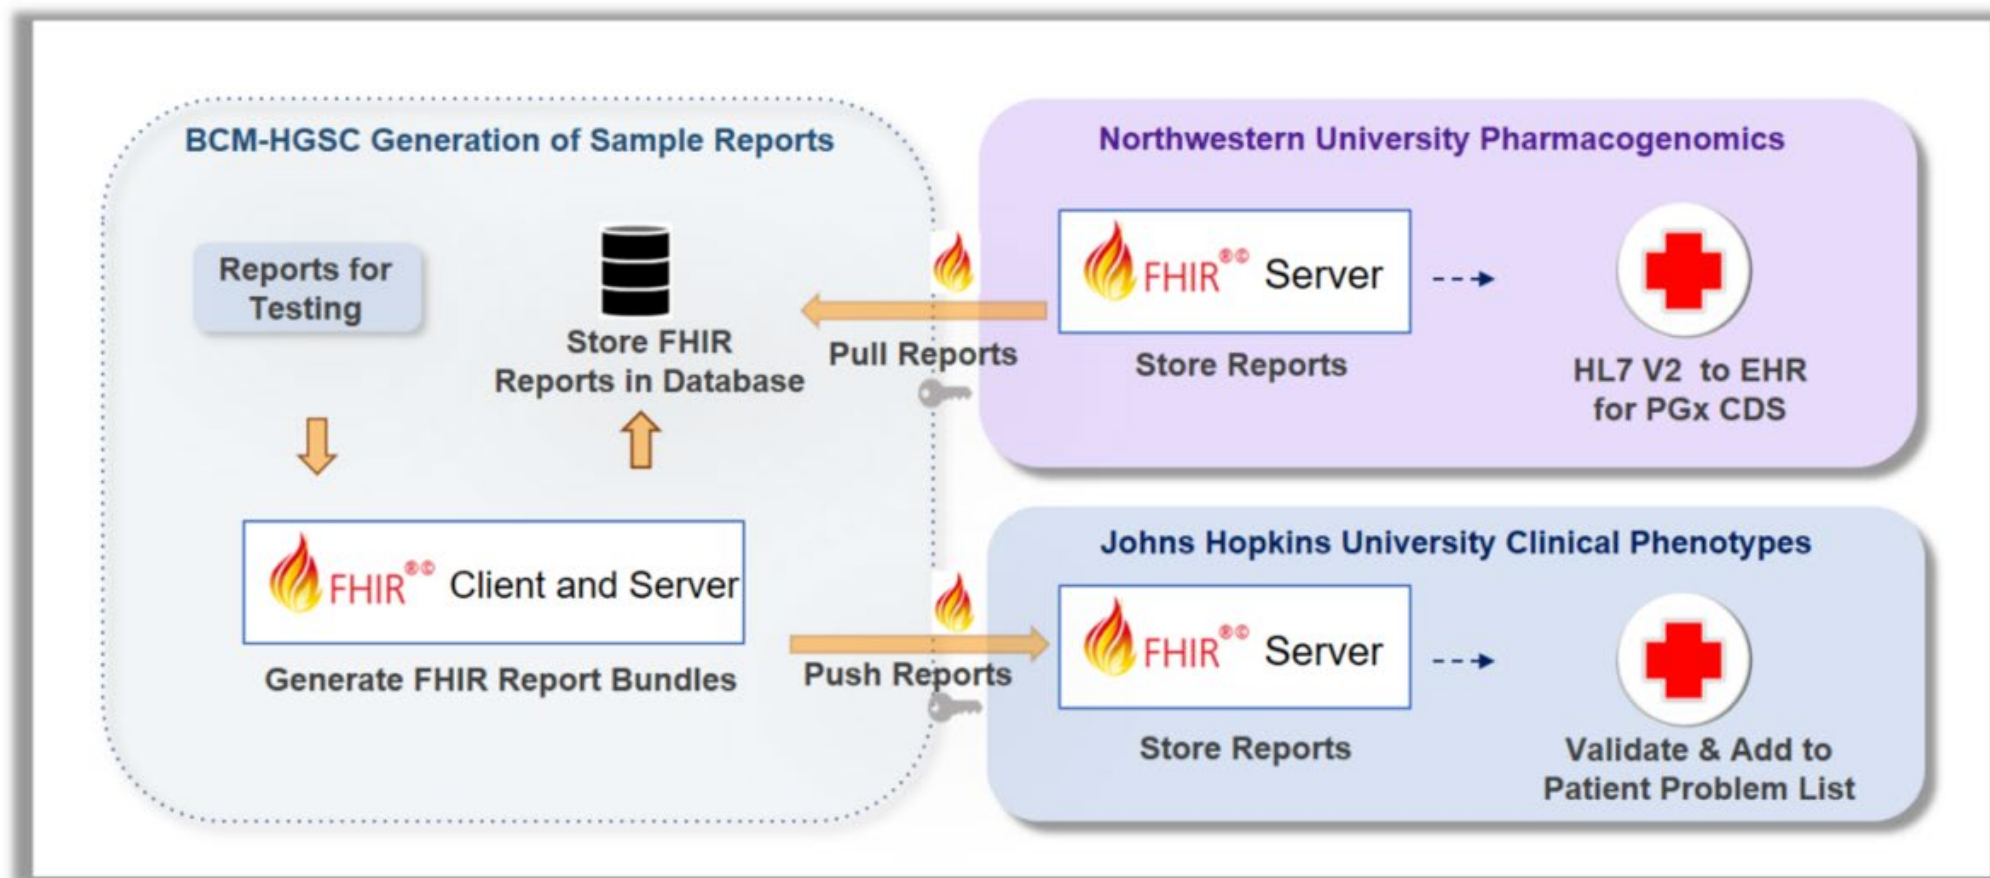 BCM-HGSC Generation of Sample Reports
Reports for
Testing
Store FHIR
Reports in Database
FHIR®© Client and Server
Generate FHIR Report Bundles
Pull Reports
Push Reports
Northwestern University Pharmacogenomics
FHIR®© Server
Store Reports
HL7 V2 to EHR
for PGx CDS
Johns Hopkins University Clinical Phenotypes
FHIR®© Server
Store Reports
Validate & Add to
Patient Problem List